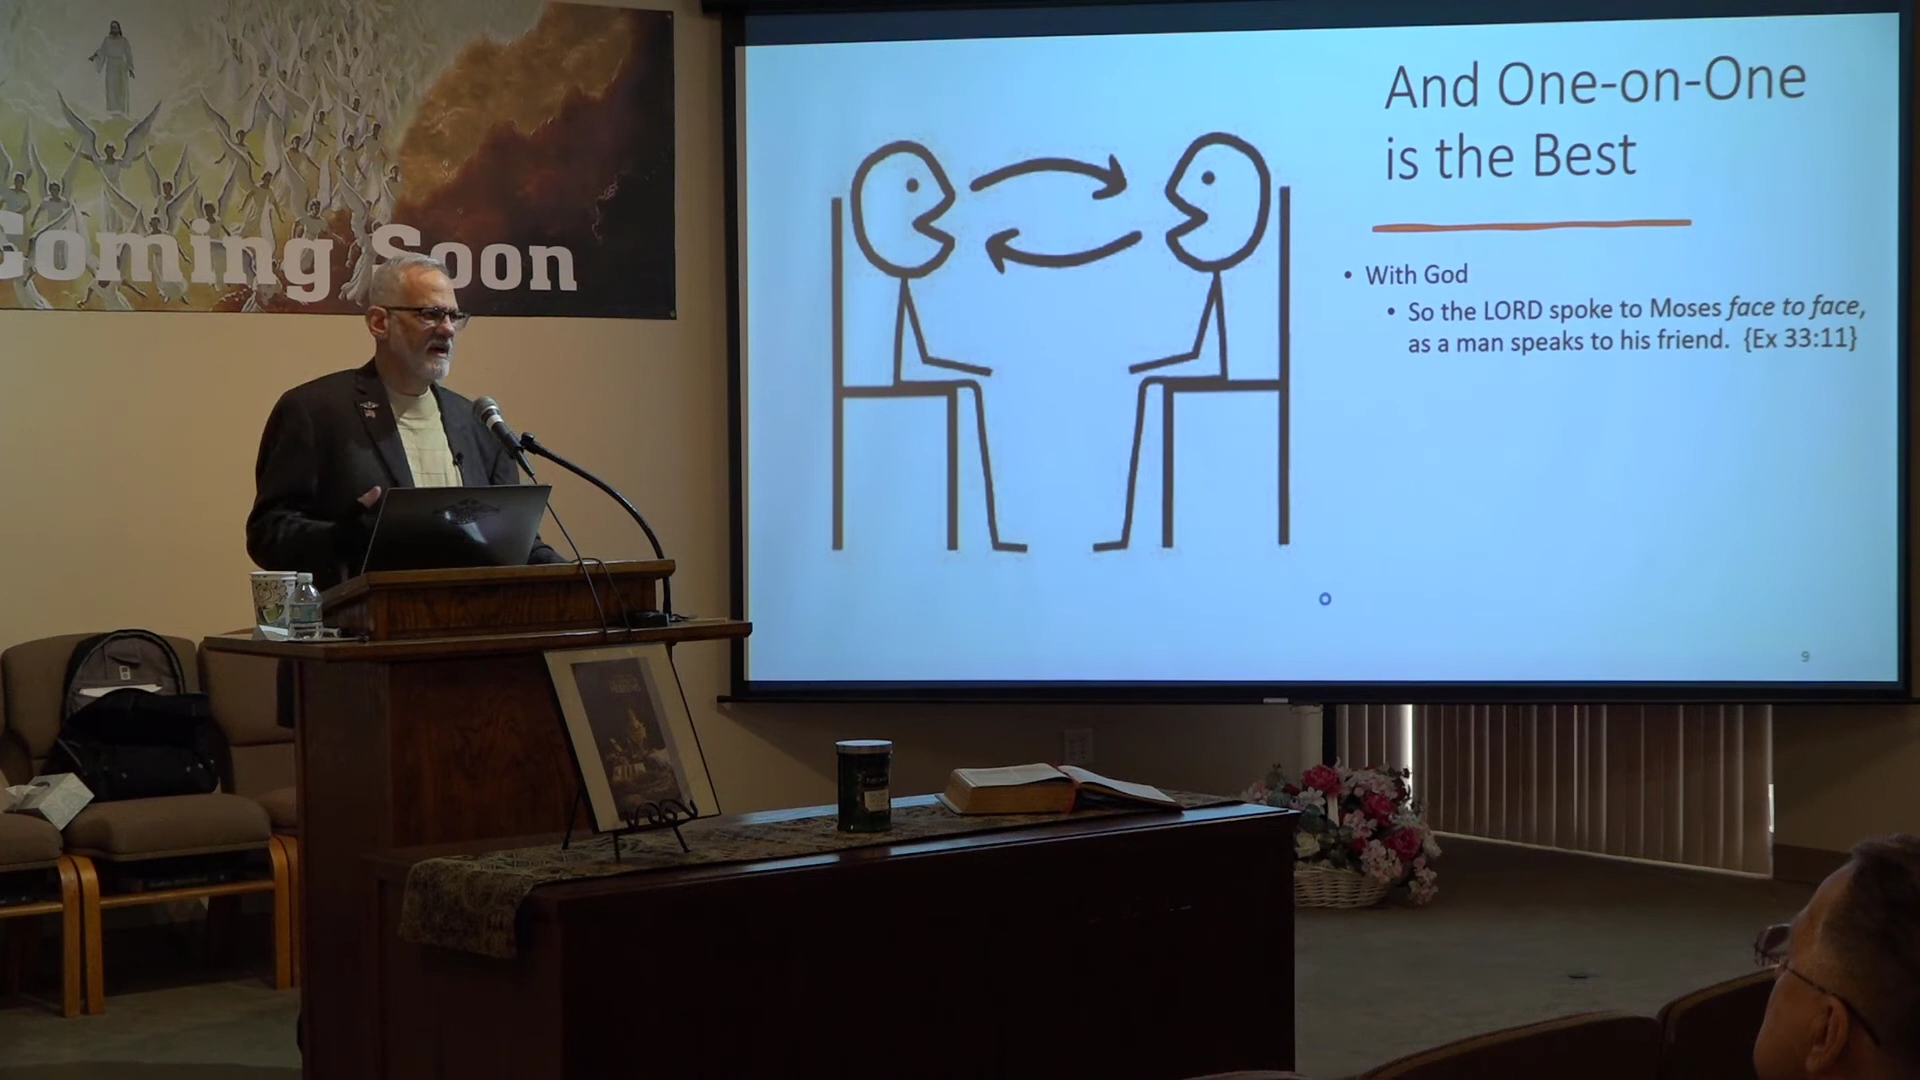 Coming Soon
And One-on-One
is the Best
• With God
• So the LORD spoke to Moses face to face,
as a man speaks to his friend. {Ex 33:11}
9